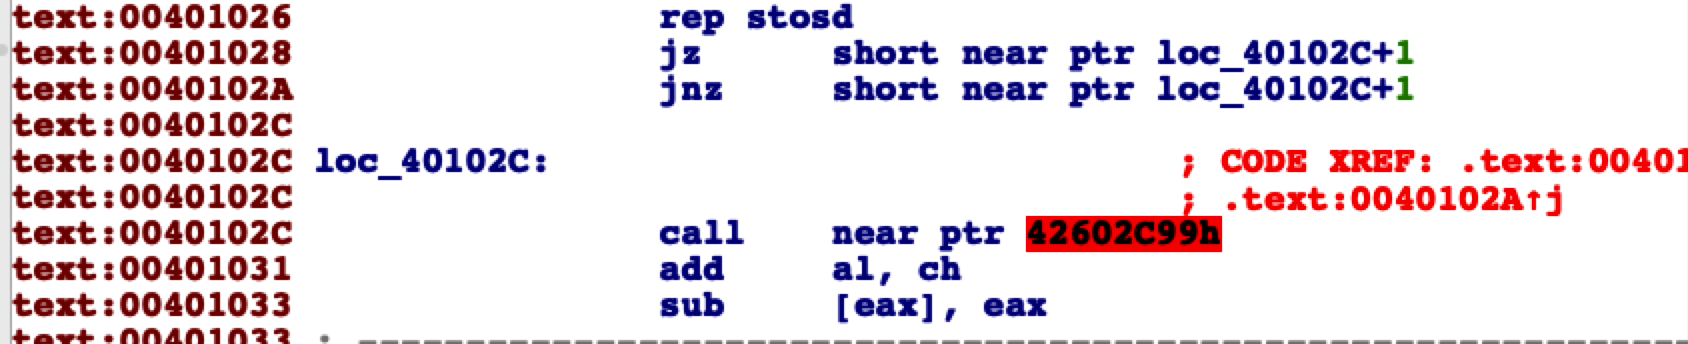 text:00401026 rep stosd
text:00401028 jz short near ptr loc_40102C+1
text:0040102A jnz short near ptr loc_40102C+1
text:0040102C
text:0040102C loc_40102C: ; CODE XREF: .text:00401
text:0040102C ; .text:0040102A↑j
text:0040102C call near ptr 42602C99h
text:00401031 add al, ch
text:00401033 sub [eax], eax
text:00401033 ; ---------------------------------------------------------------